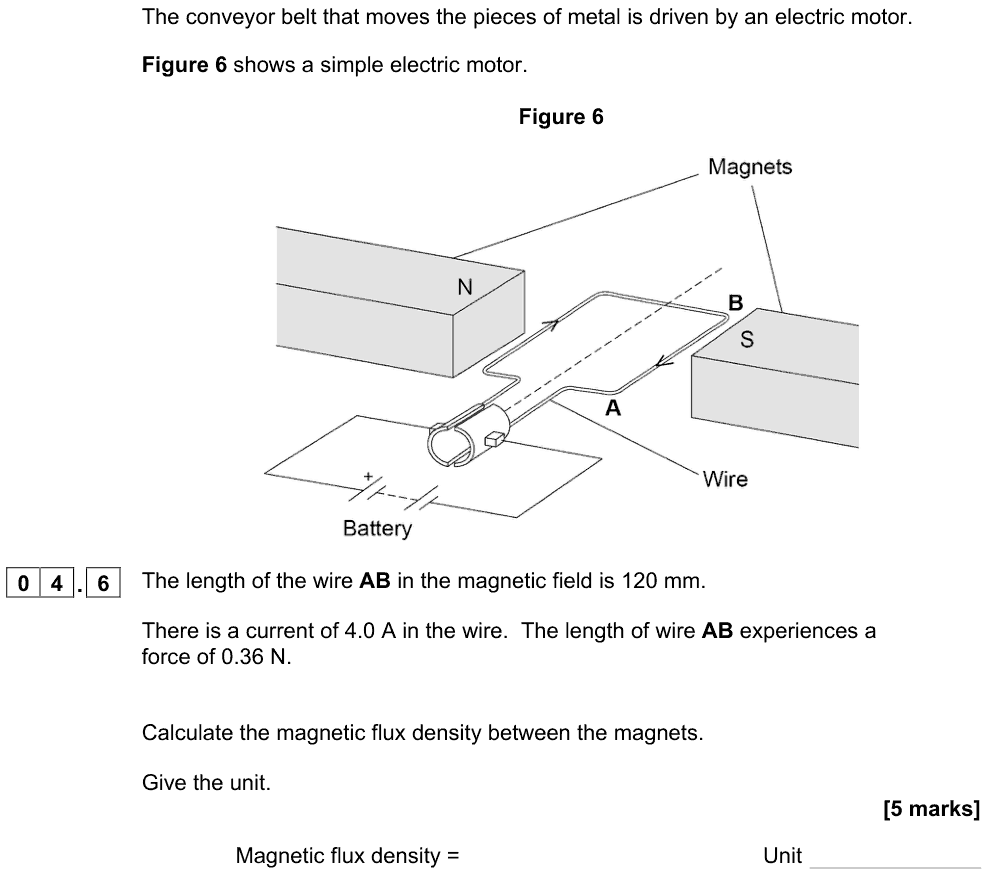 The conveyor belt that moves the pieces of metal is driven by an electric motor.
Figure 6 shows a simple electric motor.
Figure 6
Magnets
N
B
S
A
Wire
+
Battery
0 4 . 6 The length of the wire AB in the magnetic field is 120 mm.
There is a current of 4.0 A in the wire. The length of wire AB experiences a
force of 0.36 N.
Calculate the magnetic flux density between the magnets.
Give the unit.
[5 marks]
Magnetic flux density = Unit